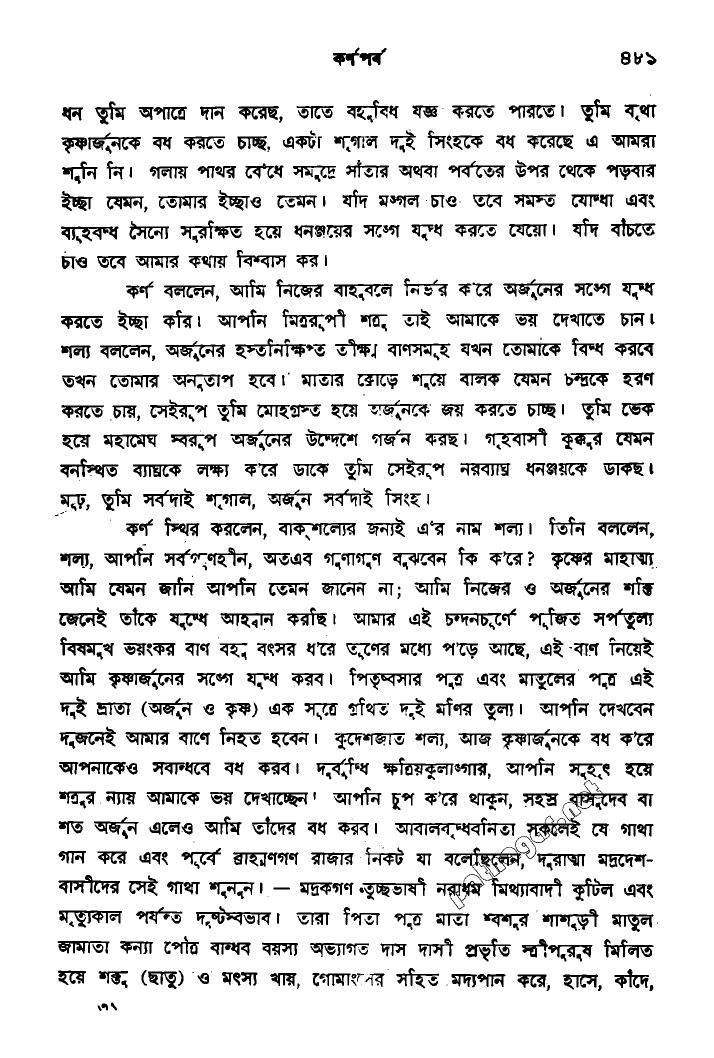 কর্ণপর্ব ৪৮১
ধন তুমি অপাত্রে দান করেছ, তাতে বহুবিধ যজ্ঞ করতে পারতে। তুমি বৃথা
কৃষ্ণার্জুনকে বধ করতে চাচ্ছ, একটা শৃগাল দুই সিংহকে বধ করেছে এ আমরা
শুনি নি। গলায় পাথর বেঁধে সমুদ্রে সাঁতার অথবা পর্বতের উপর থেকে পড়বার
ইচ্ছা যেমন, তোমার ইচ্ছাও তেমন। যদি মঙ্গল চাও তবে সমস্ত যোদ্ধা এবং
ব্যূহবদ্ধ সৈন্যে সুরক্ষিত হয়ে ধনঞ্জয়ের সঙ্গে যুদ্ধ করতে যেয়ো। যদি বাঁচতে
চাও তবে আমার কথায় বিশ্বাস কর।
কর্ণ বললেন, আমি নিজের বাহুবলে নির্ভর ক'রে অর্জুনের সঙ্গে যুদ্ধ
করতে ইচ্ছা করি। আপনি মিত্ররূপী শত্রু তাই আমাকে ভয় দেখাতে চান।
শল্য বললেন, অর্জুনের হস্তনিক্ষিপ্ত তীক্ষ্ণ বাণসমূহ যখন তোমাকে বিদ্ধ করবে
তখন তোমার অনুতাপ হবে। মাতার ক্রোড়ে শুয়ে বালক যেমন চন্দ্রকে হরণ
করতে চায়, সেইরূপ তুমি মোহগ্রস্ত হয়ে অর্জুনকে জয় করতে চাচ্ছ। তুমি ভেক
হয়ে মহামেঘ স্বরূপ অর্জুনের উদ্দেশে গর্জন করছ। গৃহবাসী কুক্কুর যেমন
বনস্থিত ব্যাঘ্রকে লক্ষ্য ক'রে ডাকে তুমি সেইরূপ নরব্যাঘ্র ধনঞ্জয়কে ডাকছ।
মূঢ়, তুমি সর্বদাই শৃগাল, অর্জুন সর্বদাই সিংহ।
কর্ণ স্থির করলেন, বাক্‌শল্যের জন্যই এঁর নাম শল্য। তিনি বললেন,
শল্য, আপনি সর্বগুণহীন, অতএব গুণাগুণ বুঝবেন কি ক'রে? কৃষ্ণের মাহাত্ম্য
আমি যেমন জানি আপনি তেমন জানেন না; আমি নিজের ও অর্জুনের শক্তি
জেনেই তাঁকে যুদ্ধে আহ্বান করছি। আমার এই চন্দনচূর্ণে পূজিত সর্পতুল্য
বিষমুখ ভয়ংকর বাণ বহু বৎসর ধ'রে তূণের মধ্যে প'ড়ে আছে, এই বাণ নিয়েই
আমি কৃষ্ণার্জুনের সঙ্গে যুদ্ধ করব। পিতৃষ্বসার পুত্র এবং মাতুলের পুত্র এই
দুই ভ্রাতা (অর্জুন ও কৃষ্ণ) এক সূত্রে গ্রথিত দুই মণির তুল্য। আপনি দেখবেন
দুজনেই আমার বাণে নিহত হবেন। কুদেশজাত শল্য, আজ কৃষ্ণার্জুনকে বধ ক'রে
আপনাকেও সবান্ধবে বধ করব। দুর্বুদ্ধি ক্ষত্রিয়কুলাঙ্গার, আপনি সুহৃৎ হয়ে
শত্রুর ন্যায় আমাকে ভয় দেখাচ্ছেন! আপনি চুপ ক'রে থাকুন, সহস্র বাসুদেব বা
শত অর্জুন এলেও আমি তাঁদের বধ করব। আবালবৃদ্ধবনিতা সকলেই যে গাথা
গান করে এবং পূর্বে ব্রাহ্মণগণ রাজার নিকট যা বলেছিলেন, দুরাত্মা মদ্রদেশ-
বাসীদের সেই গাথা শুনুন। — মদ্রকগণ তুচ্ছভাষী নরাধম মিথ্যাবাদী কুটিল এবং
মৃত্যুকাল পর্যন্ত দুষ্টস্বভাব। তারা পিতা পুত্র মাতা শ্বশুর শাশুড়ী মাতুল
জামাতা কন্যা পৌত্র বান্ধব বয়স্য অভ্যাগত দাস দাসী প্রভৃতি স্ত্রীপুরুষ মিলিত
হয়ে শক্তু (ছাতু) ও মৎস্য খায়, গোমাংসের সহিত মদ্যপান করে, হাসে, কাঁদে,
৩১